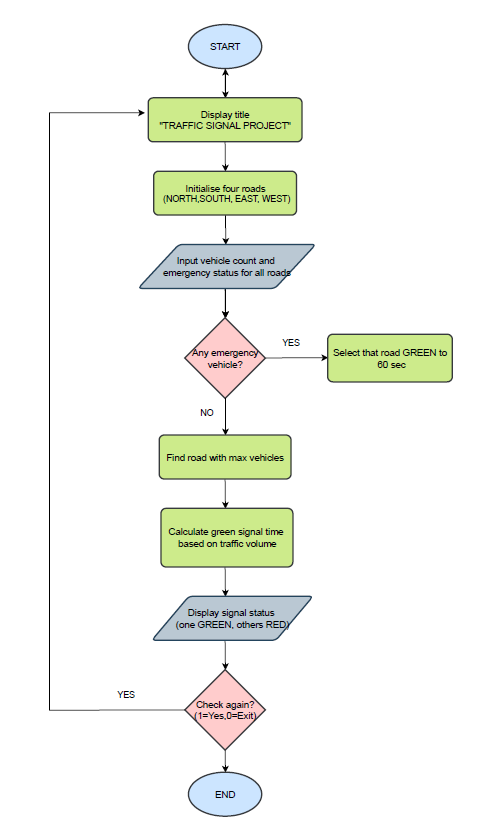 START
Display title
"TRAFFIC SIGNAL PROJECT"
Initialise four roads
(NORTH,SOUTH, EAST, WEST)
Input vehicle count and
emergency status for all roads
Any emergency
vehicle?
YES
Select that road GREEN to
60 sec
NO
Find road with max vehicles
Calculate green signal time
based on traffic volume
Display signal status
(one GREEN, others RED)
Check again?
(1=Yes,0=Exit)
YES
END